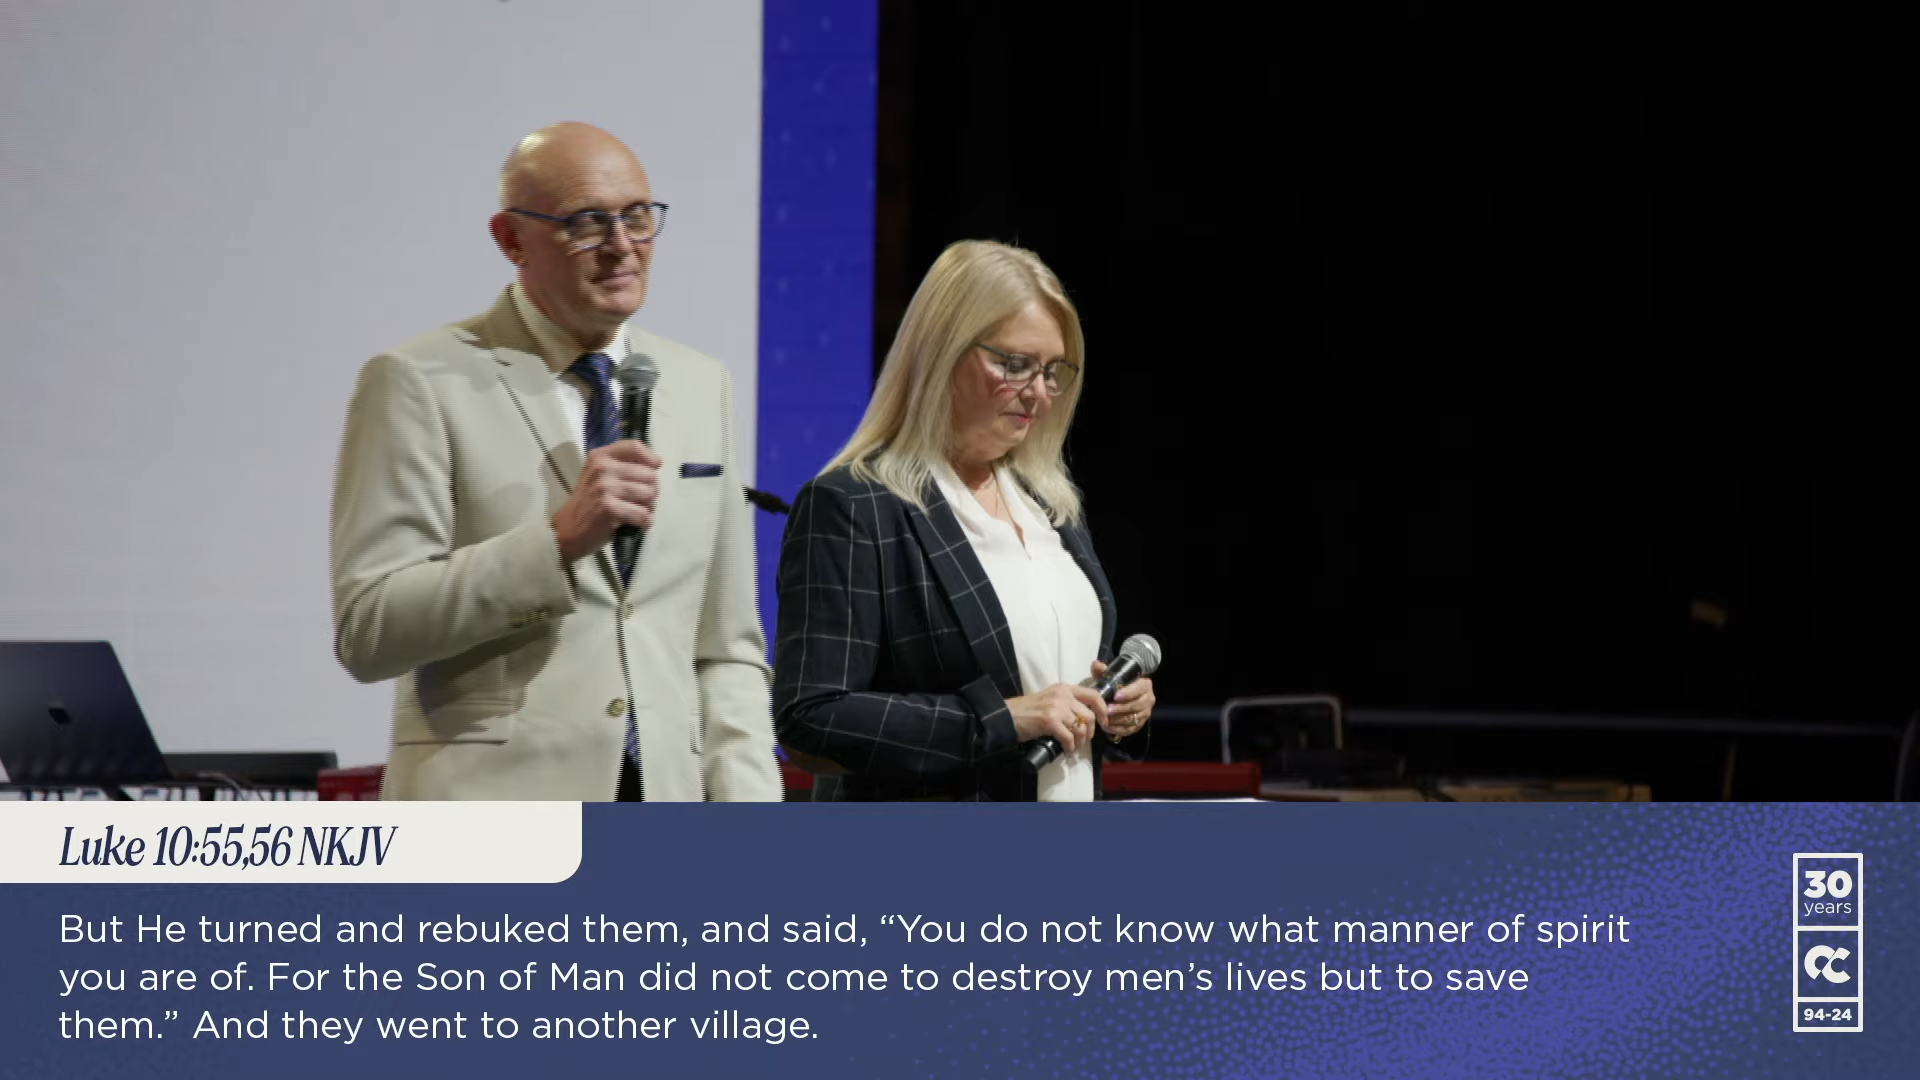 Luke 10:55,56 NKJV
But He turned and rebuked them, and said, “You do not know what manner of spirit
you are of. For the Son of Man did not come to destroy men’s lives but to save
them.” And they went to another village.
30
years
94-24